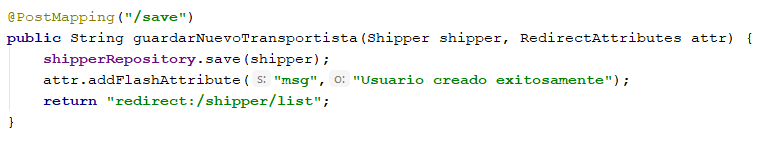 @PostMapping("/save")
public String guardarNuevoTransportista(Shipper shipper, RedirectAttributes attr) {
    shipperRepository.save(shipper);
    attr.addFlashAttribute( s: "msg", o: "Usuario creado exitosamente");
    return "redirect:/shipper/list";
}